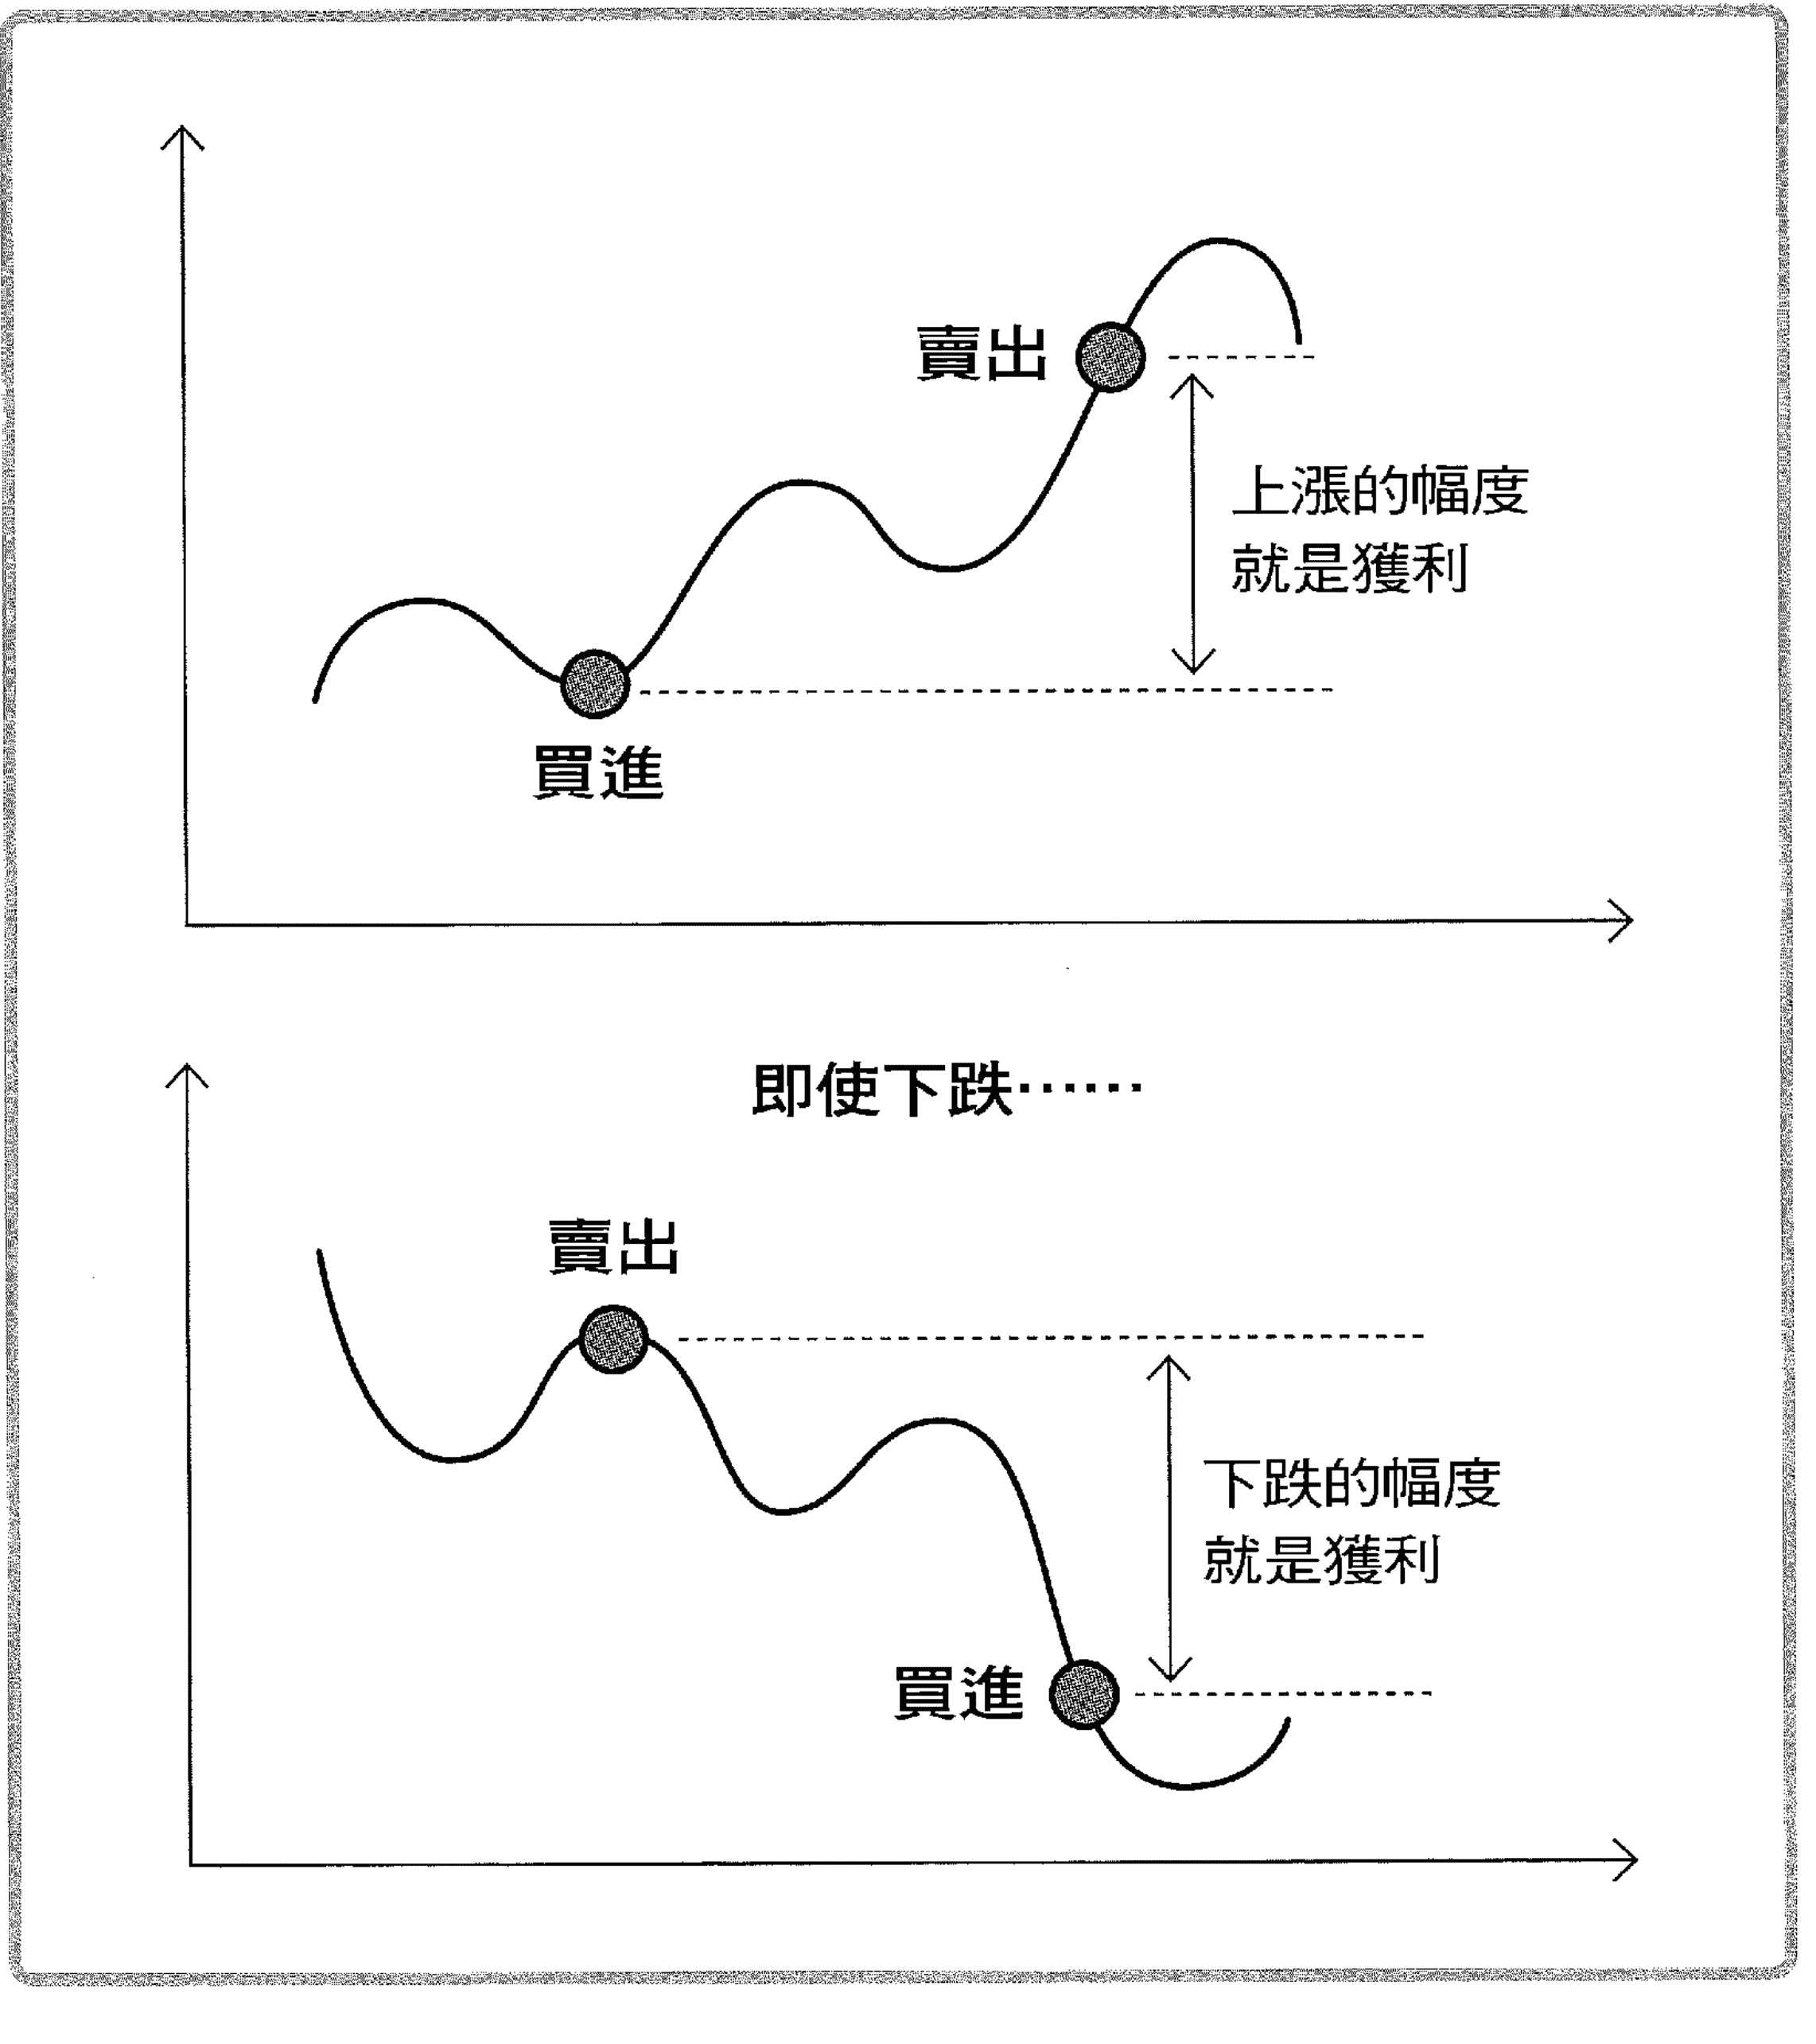 賣出
上漲的幅度
就是獲利
買進
即使下跌……
賣出
下跌的幅度
就是獲利
買進